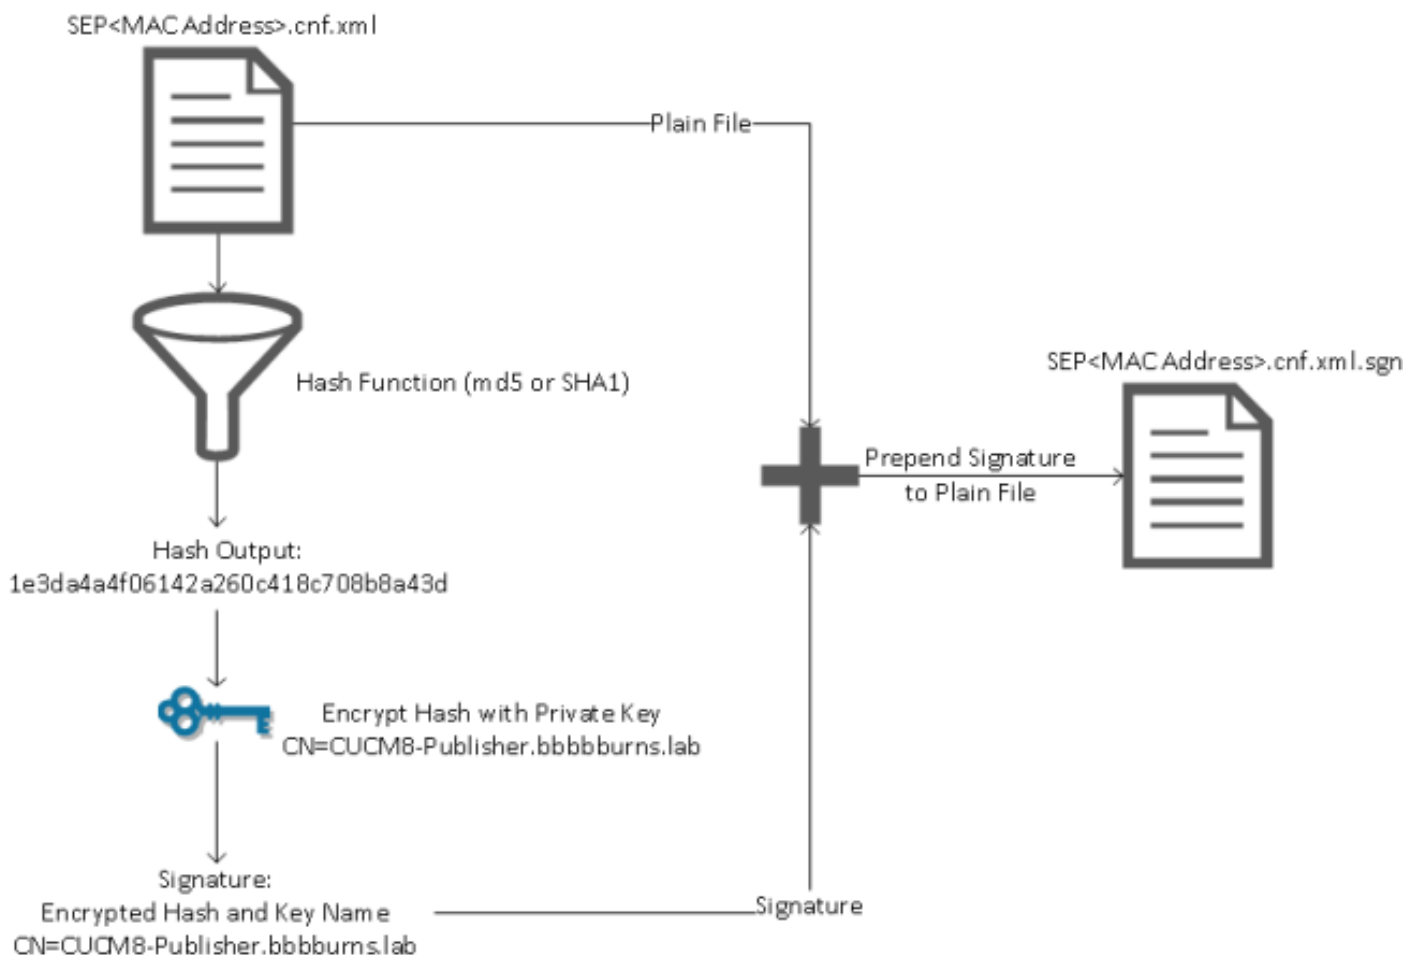 SEP<MAC Address>.cnf.xml
Plain File
Hash Function (md5 or SHA1)
SEP<MAC Address>.cnf.xml.sgn
Prepend Signature
to Plain File
Hash Output:
1e3da4a4f06142a260c418c708b8a43d
Encrypt Hash with Private Key
CN=CUCM8-Publisher.bbbbburns.lab
Signature:
Encrypted Hash and Key Name
CN=CUCM8-Publisher.bbbburns.lab
Signature